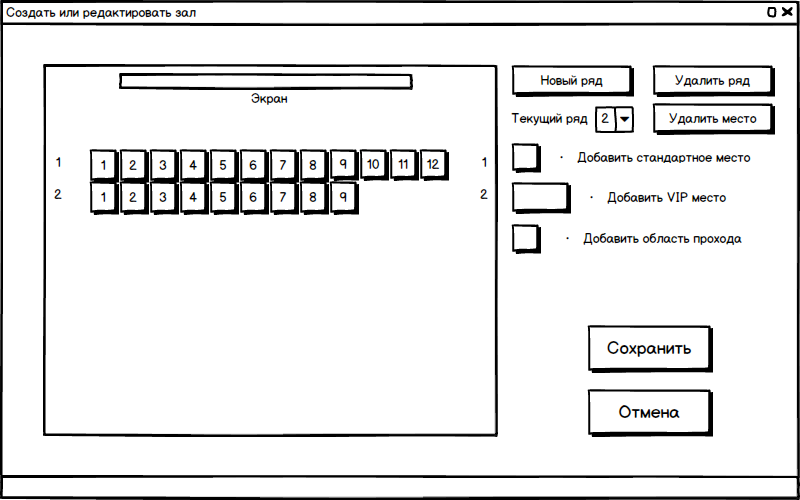 Создать или редактировать зал
Экран
1 1 2 3 4 5 6 7 8 9 10 11 12 1
2 1 2 3 4 5 6 7 8 9 2
Новый ряд Удалить ряд
Текущий ряд 2 Удалить место
· Добавить стандартное место
· Добавить VIP место
· Добавить область прохода
Сохранить
Отмена